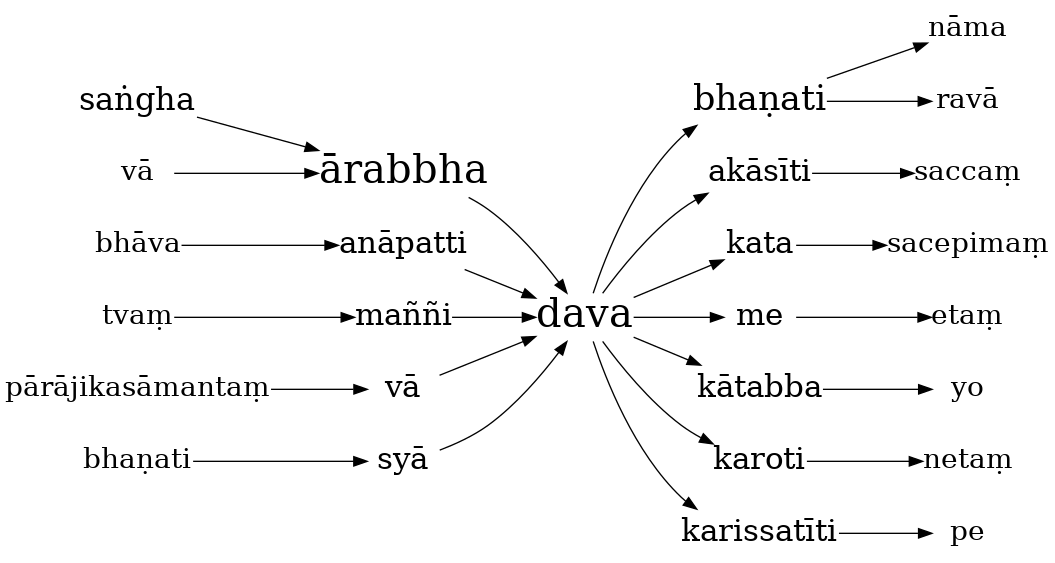 nāma
saṅgha
bhaṇati
ravā
vā
ārabbha
akāsīti
saccaṃ
bhāva
anāpatti
kata
sacepimaṃ
tvaṃ
maññi
dava
me
etaṃ
pārājikasāmantaṃ
vā
kātabba
yo
bhaṇati
syā
karoti
netaṃ
karissatīti
pe